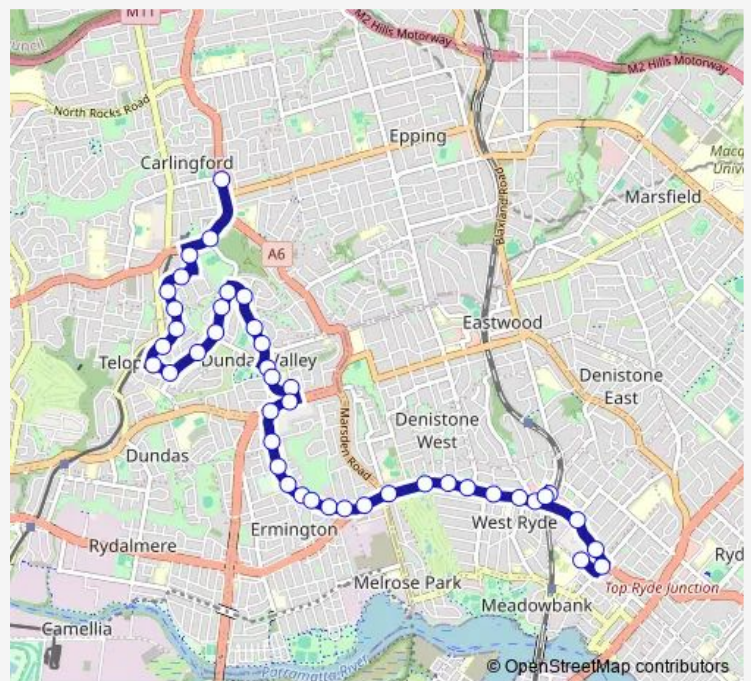 M11
M2 Hills Motorway
M2 Hills Motorway
North Rocks Road
Epping
Carlingford
Maca
Univ
Marsfield
Blaxland Road
A6
Eastwood
Telop
Dundas Valley
Denistone
East
Marsden Road
Denistone
West
Dundas
West Ryde
Ermington
Rydalmere
Ryd
Melrose Park
Top Ryde Junction
Meadowbank
Camellia
Parramatta River
© OpenStreetMap contributors